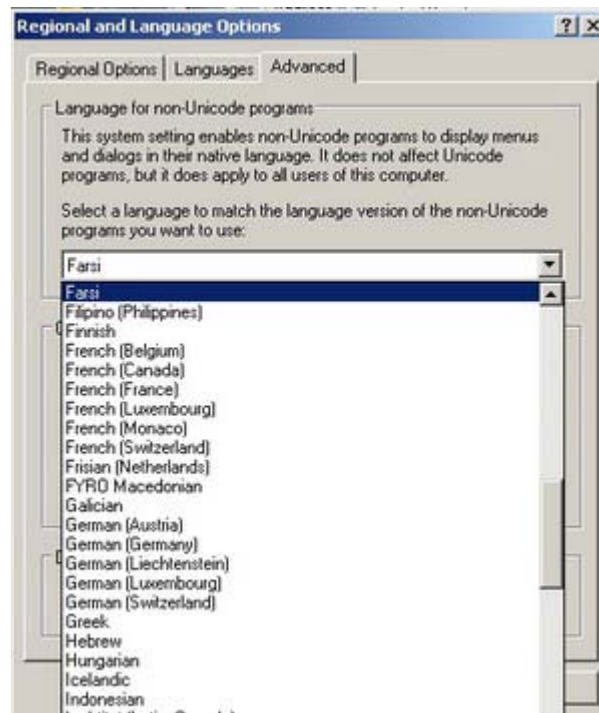 Regional and Language Options
Regional Options Languages Advanced
Language for non-Unicode programs
This system setting enables non-Unicode programs to display menus
and dialogs in their native language. It does not affect Unicode
programs, but it does apply to all users of this computer.
Select a language to match the language version of the non-Unicode
programs you want to use:
Farsi
Farsi
Filipino (Philippines)
Finnish
French (Belgium)
French (Canada)
French (France)
French (Luxembourg)
French (Monaco)
French (Switzerland)
Frisian (Netherlands)
FYRO Macedonian
Galician
German (Austria)
German (Germany)
German (Liechtenstein)
German (Luxembourg)
German (Switzerland)
Greek
Hebrew
Hungarian
Icelandic
Indonesian